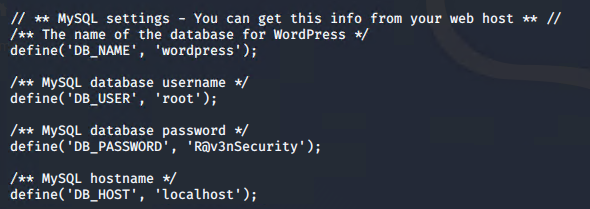 // ** MySQL settings - You can get this info from your web host ** //
/** The name of the database for WordPress */
define('DB_NAME', 'wordpress');
/** MySQL database username */
define('DB_USER', 'root');
/** MySQL database password */
define('DB_PASSWORD', 'R@v3nSecurity');
/** MySQL hostname */
define('DB_HOST', 'localhost');